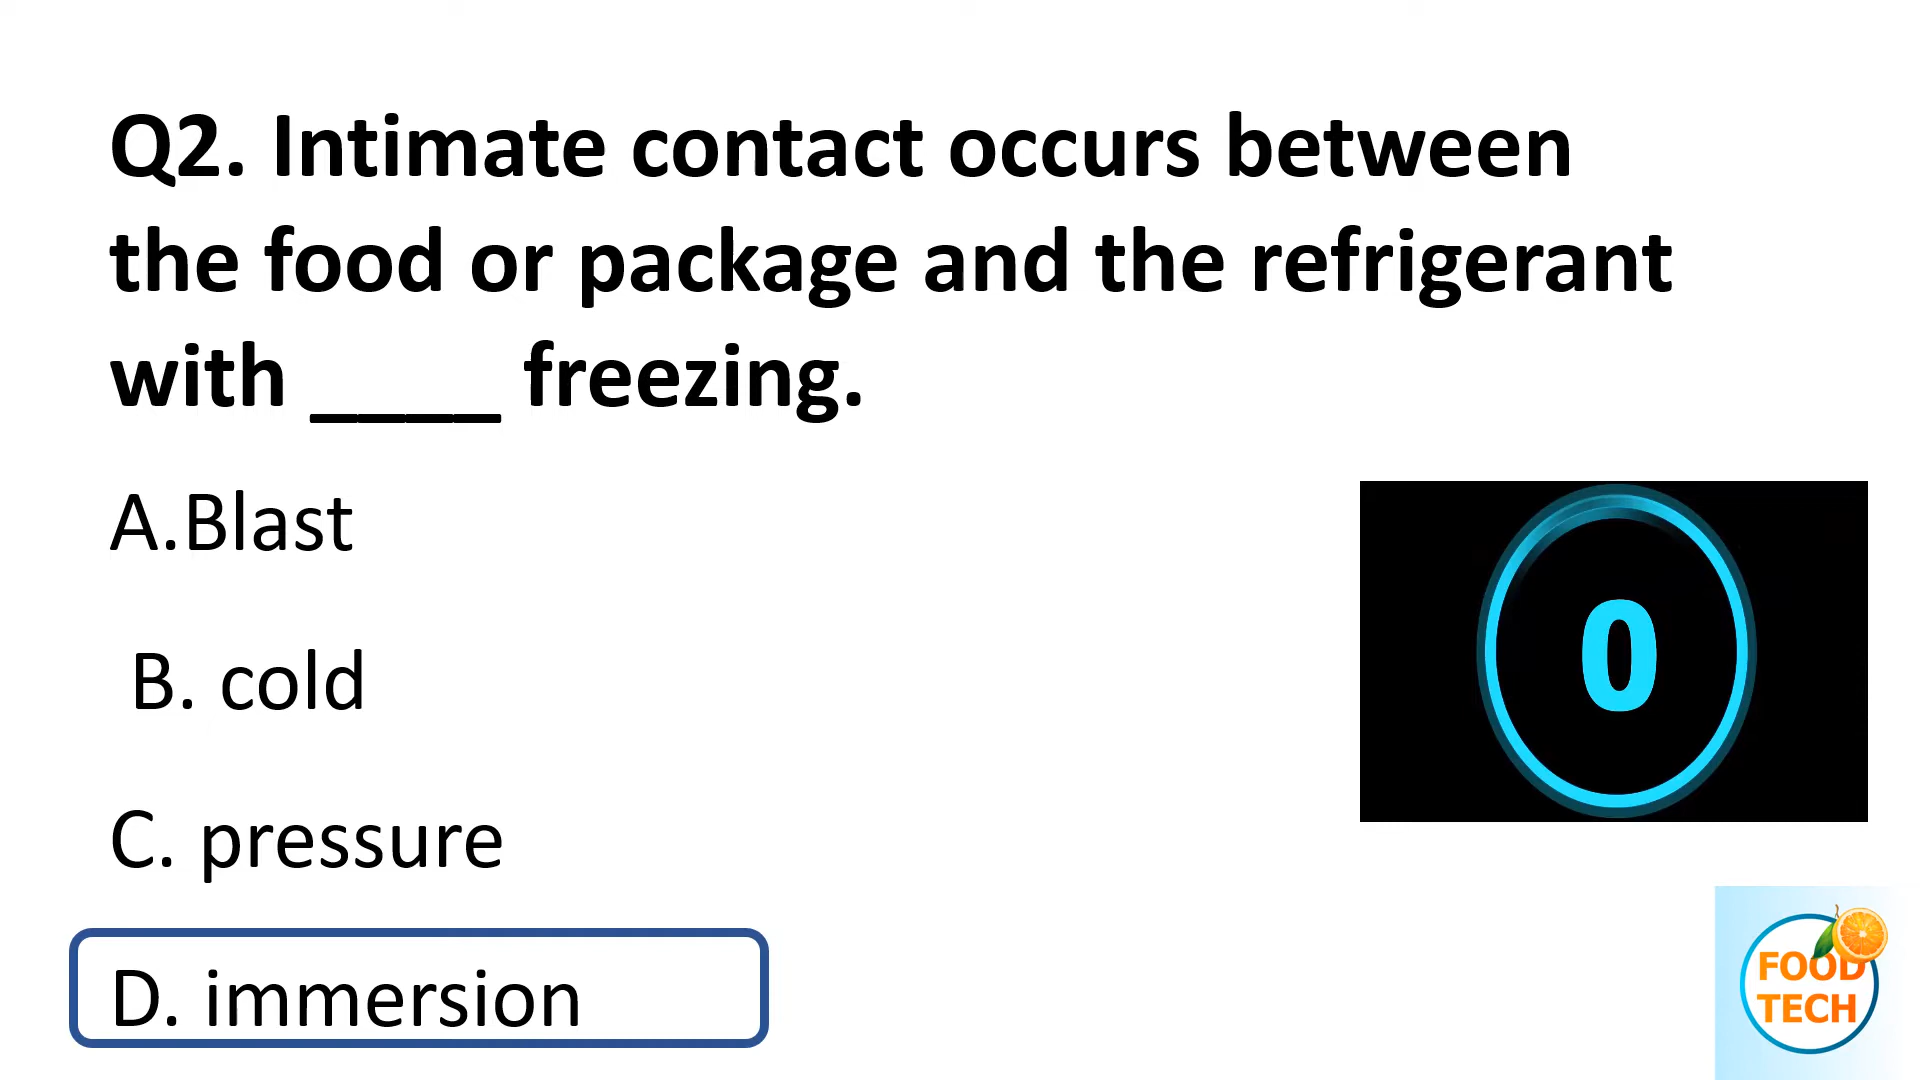 Q2. Intimate contact occurs between
the food or package and the refrigerant
with ____ freezing.
A.Blast
B. cold
C. pressure
D. immersion
0
FOOD
TECH